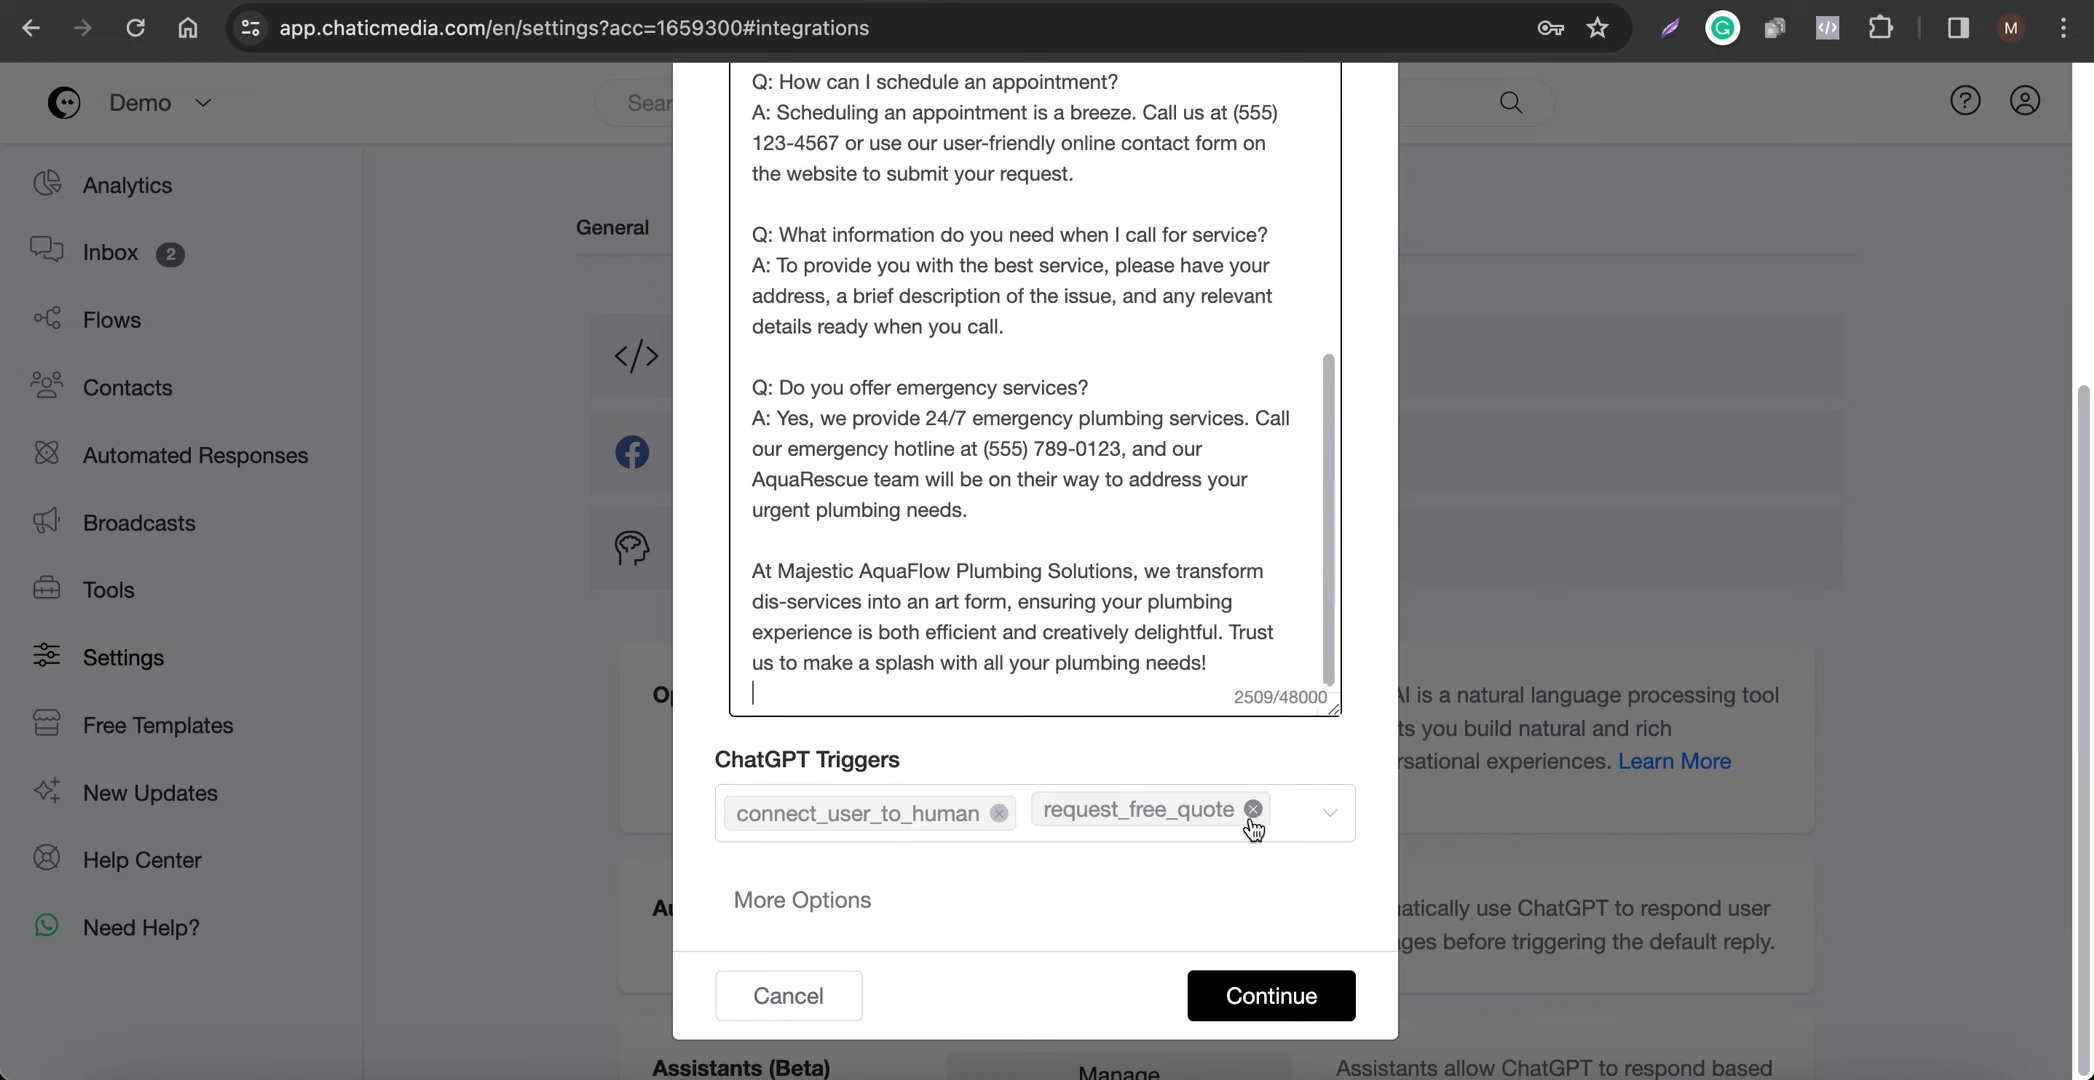 app.chaticmedia.com/en/settings?acc=1659300#integrations
M
Demo
Sear
Analytics
Inbox 2
Flows
Contacts
Automated Responses
Broadcasts
Tools
Settings
Free Templates
New Updates
Help Center
Need Help?
General
Q: How can I schedule an appointment?
A: Scheduling an appointment is a breeze. Call us at (555)
123-4567 or use our user-friendly online contact form on
the website to submit your request.
Q: What information do you need when I call for service?
A: To provide you with the best service, please have your
address, a brief description of the issue, and any relevant
details ready when you call.
Q: Do you offer emergency services?
A: Yes, we provide 24/7 emergency plumbing services. Call
our emergency hotline at (555) 789-0123, and our
AquaRescue team will be on their way to address your
urgent plumbing needs.
At Majestic AquaFlow Plumbing Solutions, we transform
dis-services into an art form, ensuring your plumbing
experience is both efficient and creatively delightful. Trust
us to make a splash with all your plumbing needs!
2509/48000
ChatGPT Triggers
connect_user_to_human request_free_quote
More Options
Cancel Continue
AI is a natural language processing tool
ts you build natural and rich
rsational experiences. Learn More
natically use ChatGPT to respond user
ges before triggering the default reply.
Assistants (Beta)
Manage
Assistants allow ChatGPT to respond based